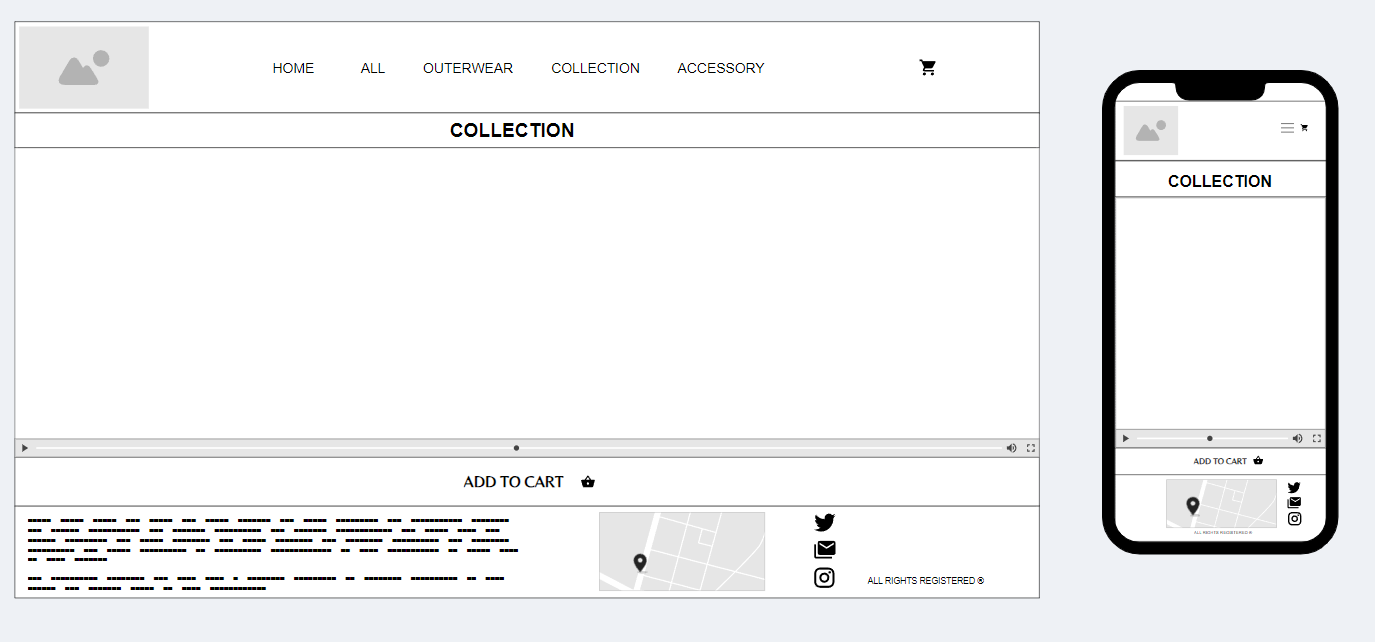 HOME ALL OUTERWEAR COLLECTION ACCESSORY
COLLECTION
ADD TO CART
ALL RIGHTS REGISTERED ®
COLLECTION
ADD TO CART
ALL RIGHTS REGISTERED ®